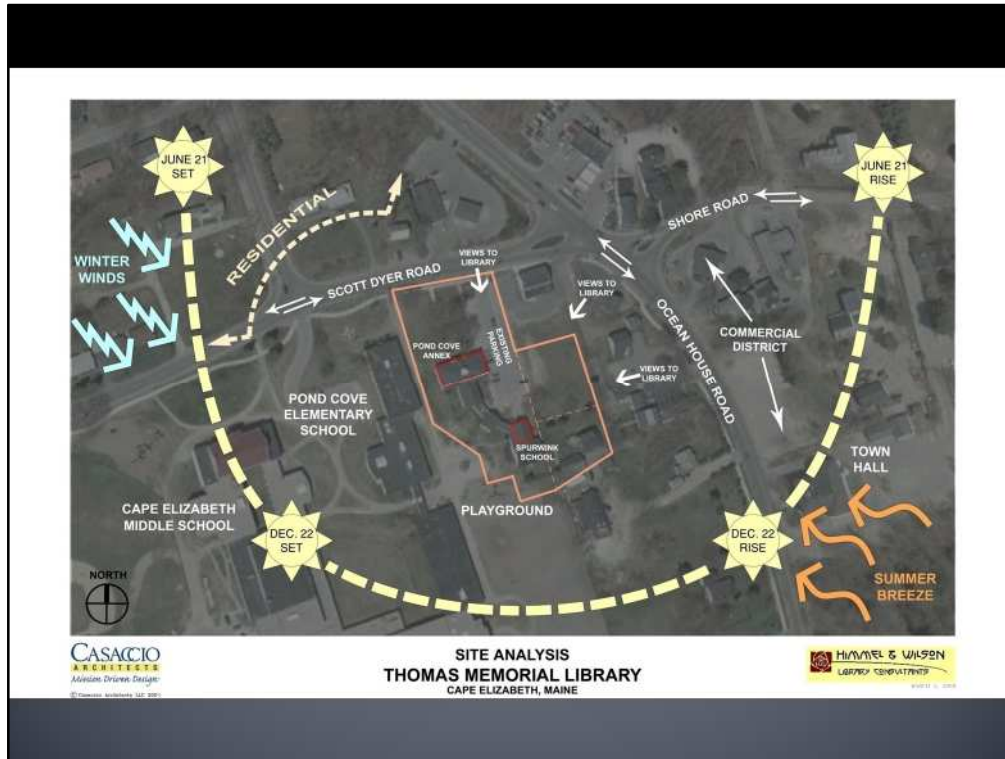 JUNE 21
SET
JUNE 21
RISE
WINTER
WINDS
RESIDENTIAL
SCOTT DYER ROAD
VIEWS TO
LIBRARY
SHORE ROAD
VIEWS TO
LIBRARY
EXISTING
PARKING
POND COVE
ANNEX
OCEAN HOUSE ROAD
COMMERCIAL
DISTRICT
VIEWS TO
LIBRARY
POND COVE
ELEMENTARY
SCHOOL
SPURWINK
SCHOOL
TOWN
HALL
CAPE ELIZABETH
MIDDLE SCHOOL
PLAYGROUND
DEC. 22
SET
DEC. 22
RISE
NORTH
SUMMER
BREEZE
CASACCIO
ARCHITECTS
Mission Driven Design
© Casaccio Architects LLC
SITE ANALYSIS
THOMAS MEMORIAL LIBRARY
CAPE ELIZABETH, MAINE
HIMMEL & WILSON
LIBRARY CONSULTANTS